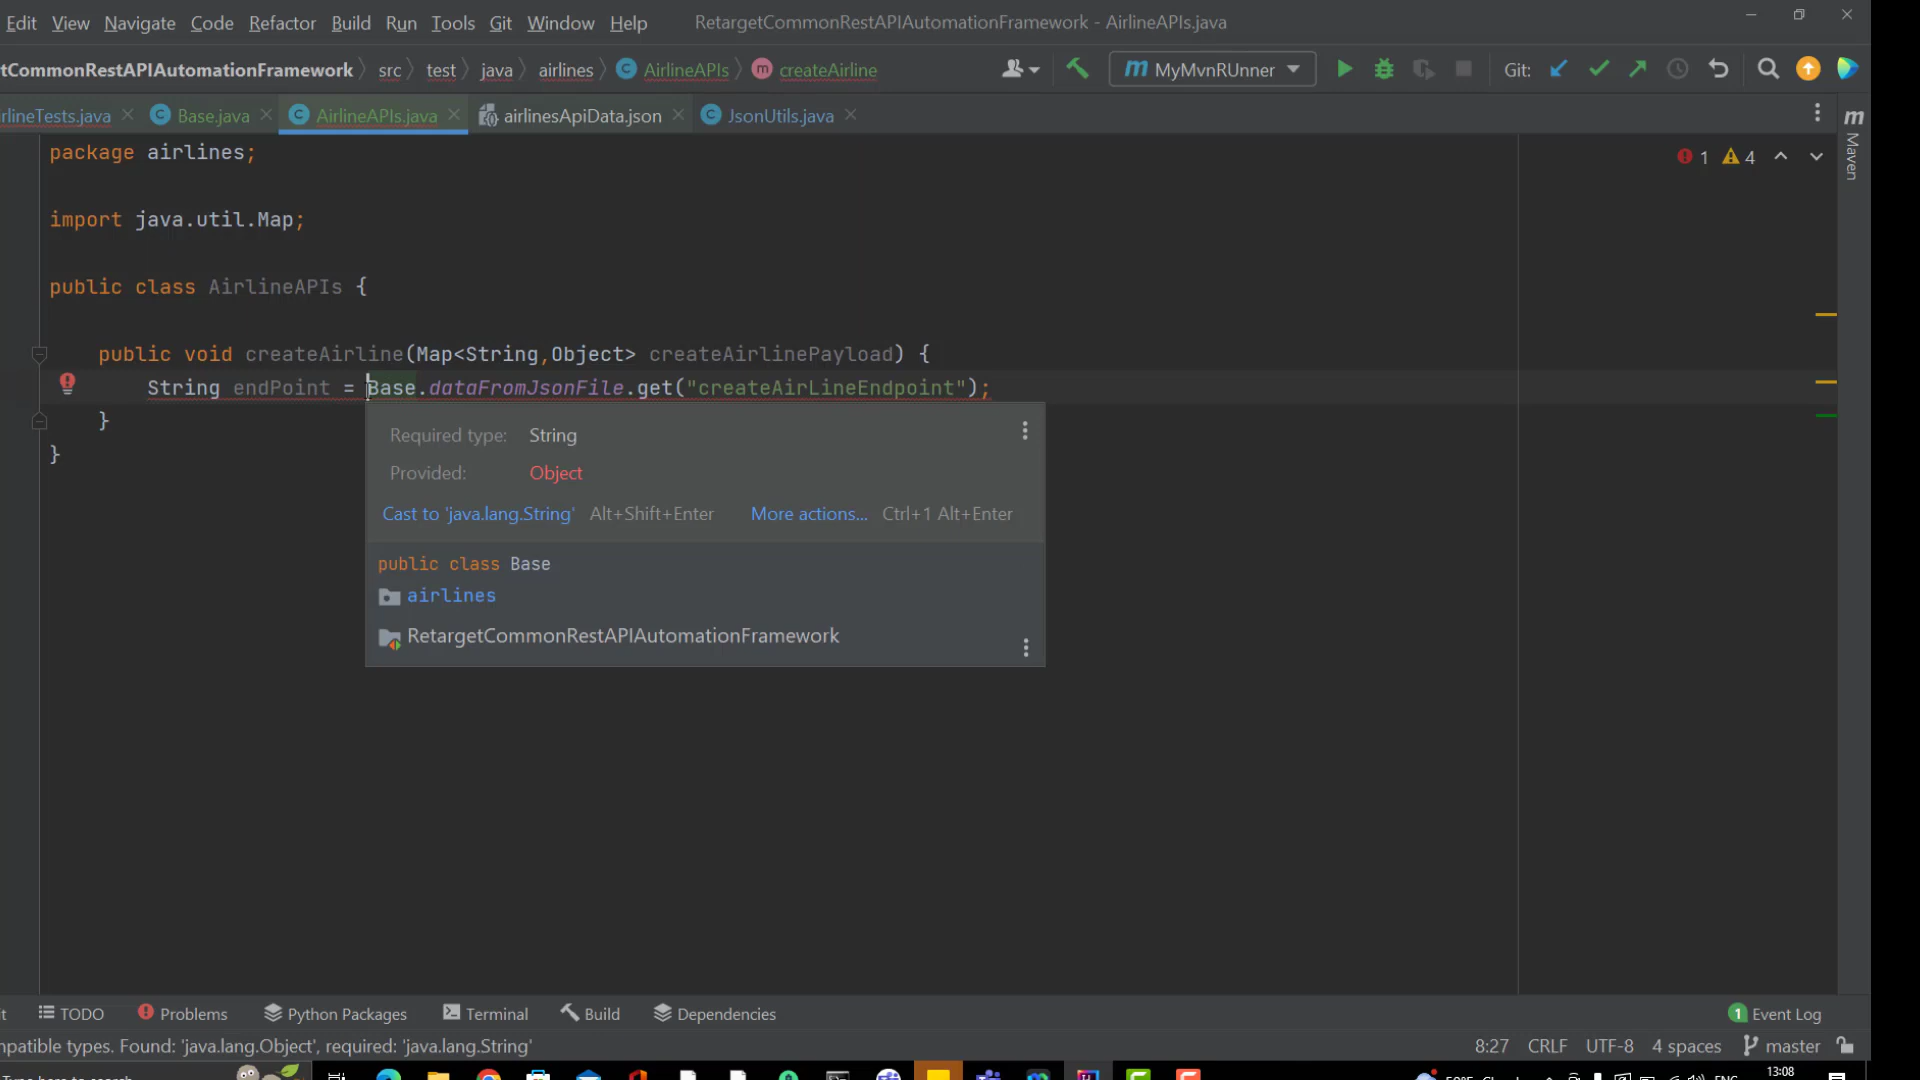 Edit View Navigate Code Refactor Build Run Tools Git Window Help RetargetCommonRestAPIAutomationFramework - AirlineAPIs.java
tCommonRestAPIAutomationFramework src test java airlines AirlineAPIs createAirline MyMvnRUnner Git:
rlineTests.java Base.java AirlineAPIs.java airlinesApiData.json JsonUtils.java
package airlines;
1 4
Maven
import java.util.Map;
public class AirlineAPIs {
public void createAirline(Map<String,Object> createAirlinePayload) {
String endPoint = Base.dataFromJsonFile.get("createAirLineEndpoint");
}
}
Required type: String
Provided: Object
Cast to 'java.lang.String' Alt+Shift+Enter More actions... Ctrl+1 Alt+Enter
public class Base
airlines
RetargetCommonRestAPIAutomationFramework
it TODO Problems Python Packages Terminal Build Dependencies 1 Event Log
npatible types. Found: 'java.lang.Object', required: 'java.lang.String' 8:27 CRLF UTF-8 4 spaces master
13:08